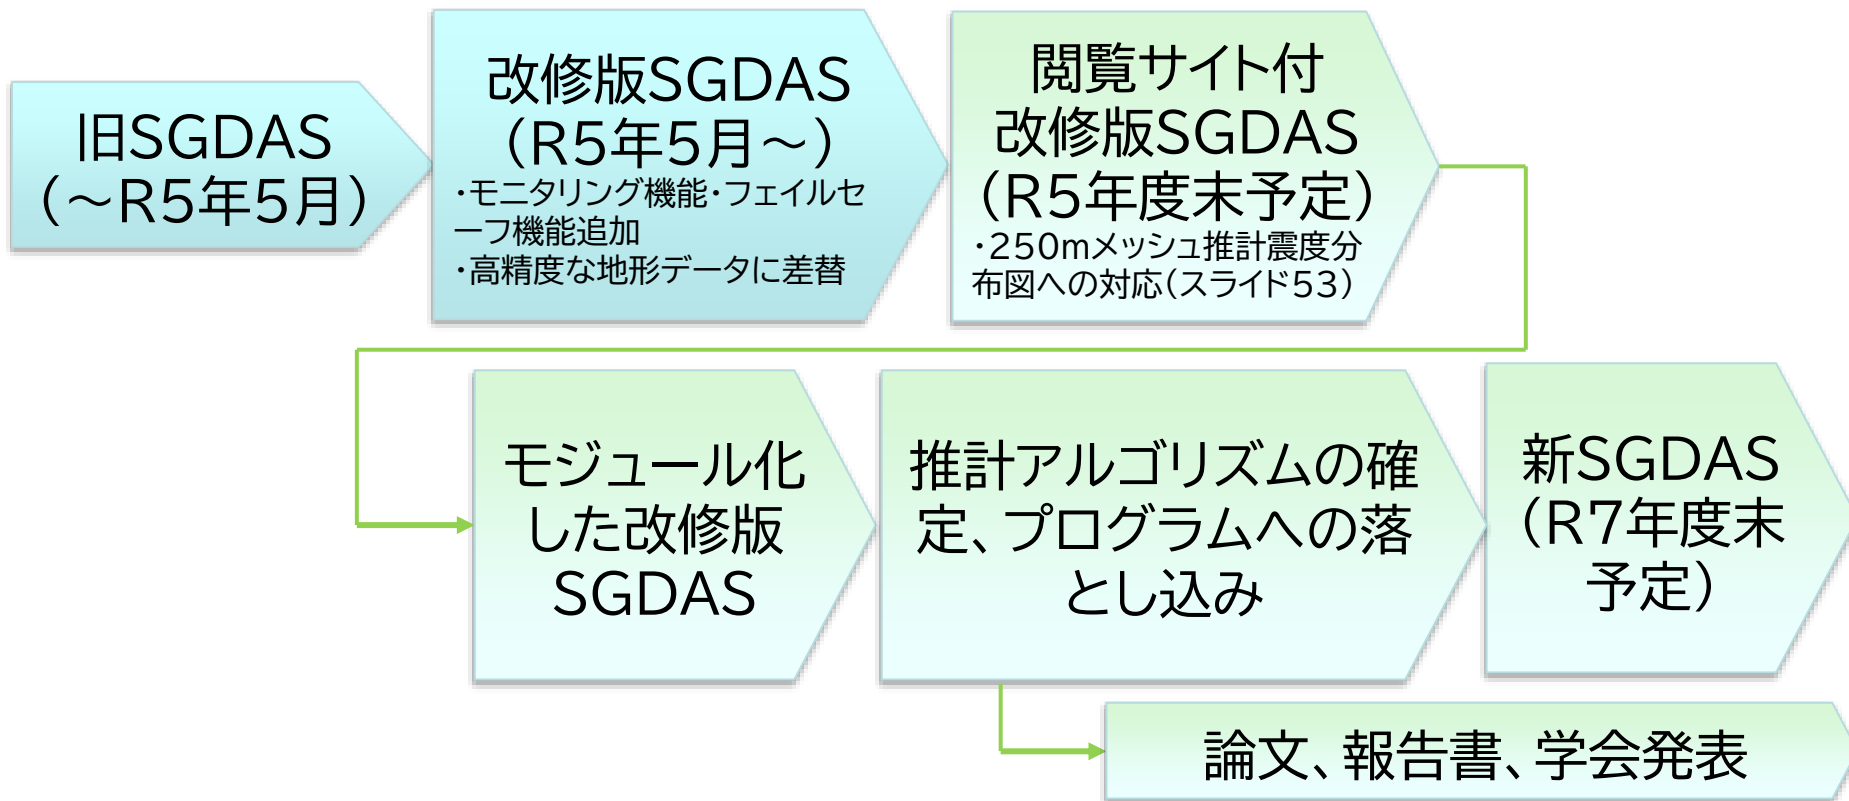 旧SGDAS
（～R5年5月）
改修版SGDAS
（R5年5月～）
・モニタリング機能・フェイルセ
ーフ機能追加
・高精度な地形データに差替
閲覧サイト付
改修版SGDAS
（R5年度末予定）
・250mメッシュ推計震度分
布図への対応（スライド53）
モジュール化
した改修版
SGDAS
推計アルゴリズムの確
定、プログラムへの落
とし込み
新SGDAS
（R7年度末
予定）
論文、報告書、学会発表